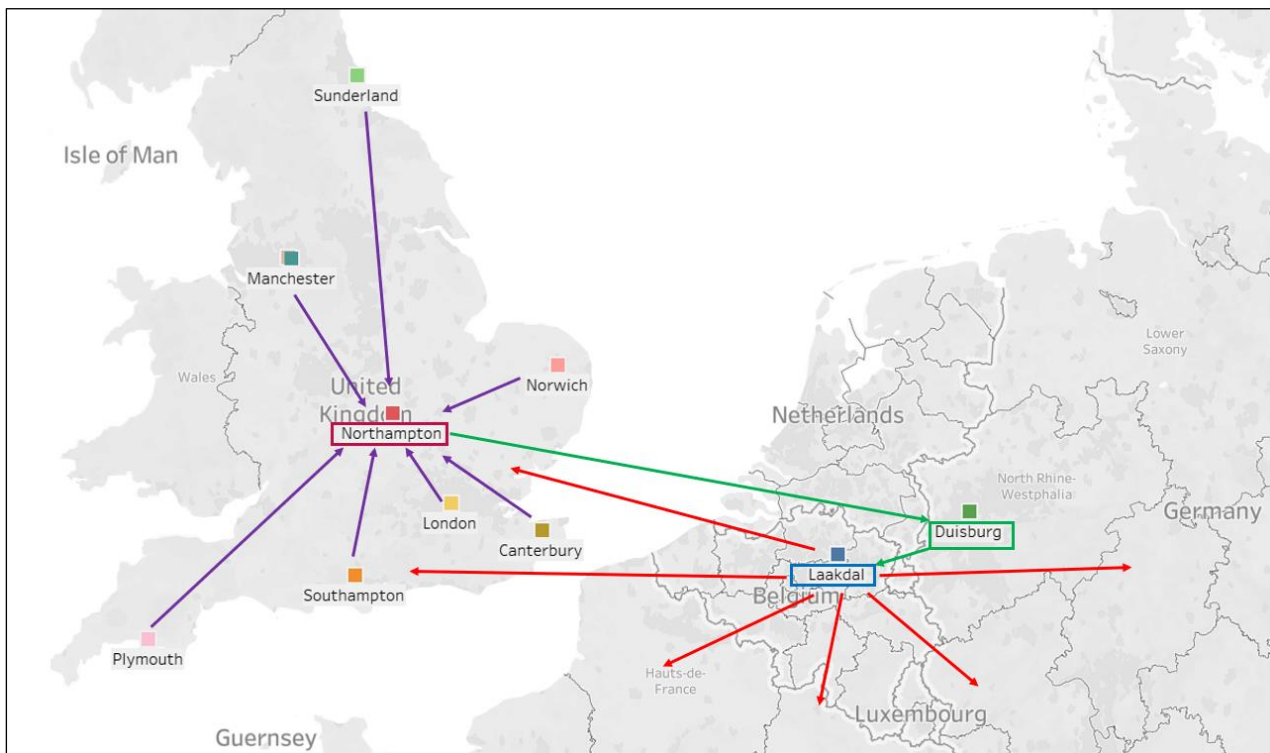 Sunderland
Isle of Man
Manchester
Wales
United
Kingdom
Norwich
Northampton
Netherlands
Lower
Saxony
North Rhine-
Westphalia
Germany
London
Canterbury
Duisburg
Laakdal
Belgium
Southampton
Plymouth
Hauts-de-
France
Luxembourg
Guernsey